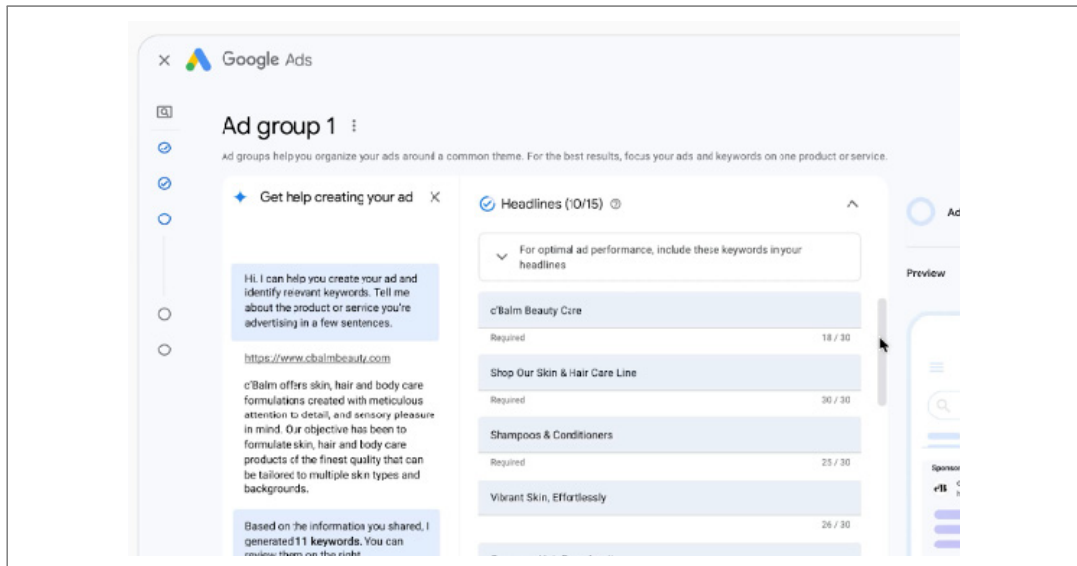 Google Ads
Ad group 1
Ad groups help you organize your ads around a common theme. For the best results, focus your ads and keywords on one product or service.
Get help creating your ad
Hi. I can help you create your ad and
identify relevant keywords. Tell me
about the product or service you're
advertising in a few sentences.
https://www.cbalmbeauty.com
c'Balm offers skin, hair and body care
formulations created with meticulous
attention to detail, and sensory pleasure
in mind. Our objective has been to
formulate skin, hair and body care
products of the finest quality that can
be tailored to multiple skin types and
backgrounds.
Based on the information you shared, I
generated 11 keywords. You can
review them on the right
Headlines (10/15)
For optimal ad performance, include these keywords in your
headlines
c'Balm Beauty Care
Required 18 / 30
Shop Our Skin & Hair Care Line
Required 30 / 30
Shampoos & Conditioners
Required 25 / 30
Vibrant Skin, Effortlessly
26 / 30
Ad
Preview
Sponsor
c'B